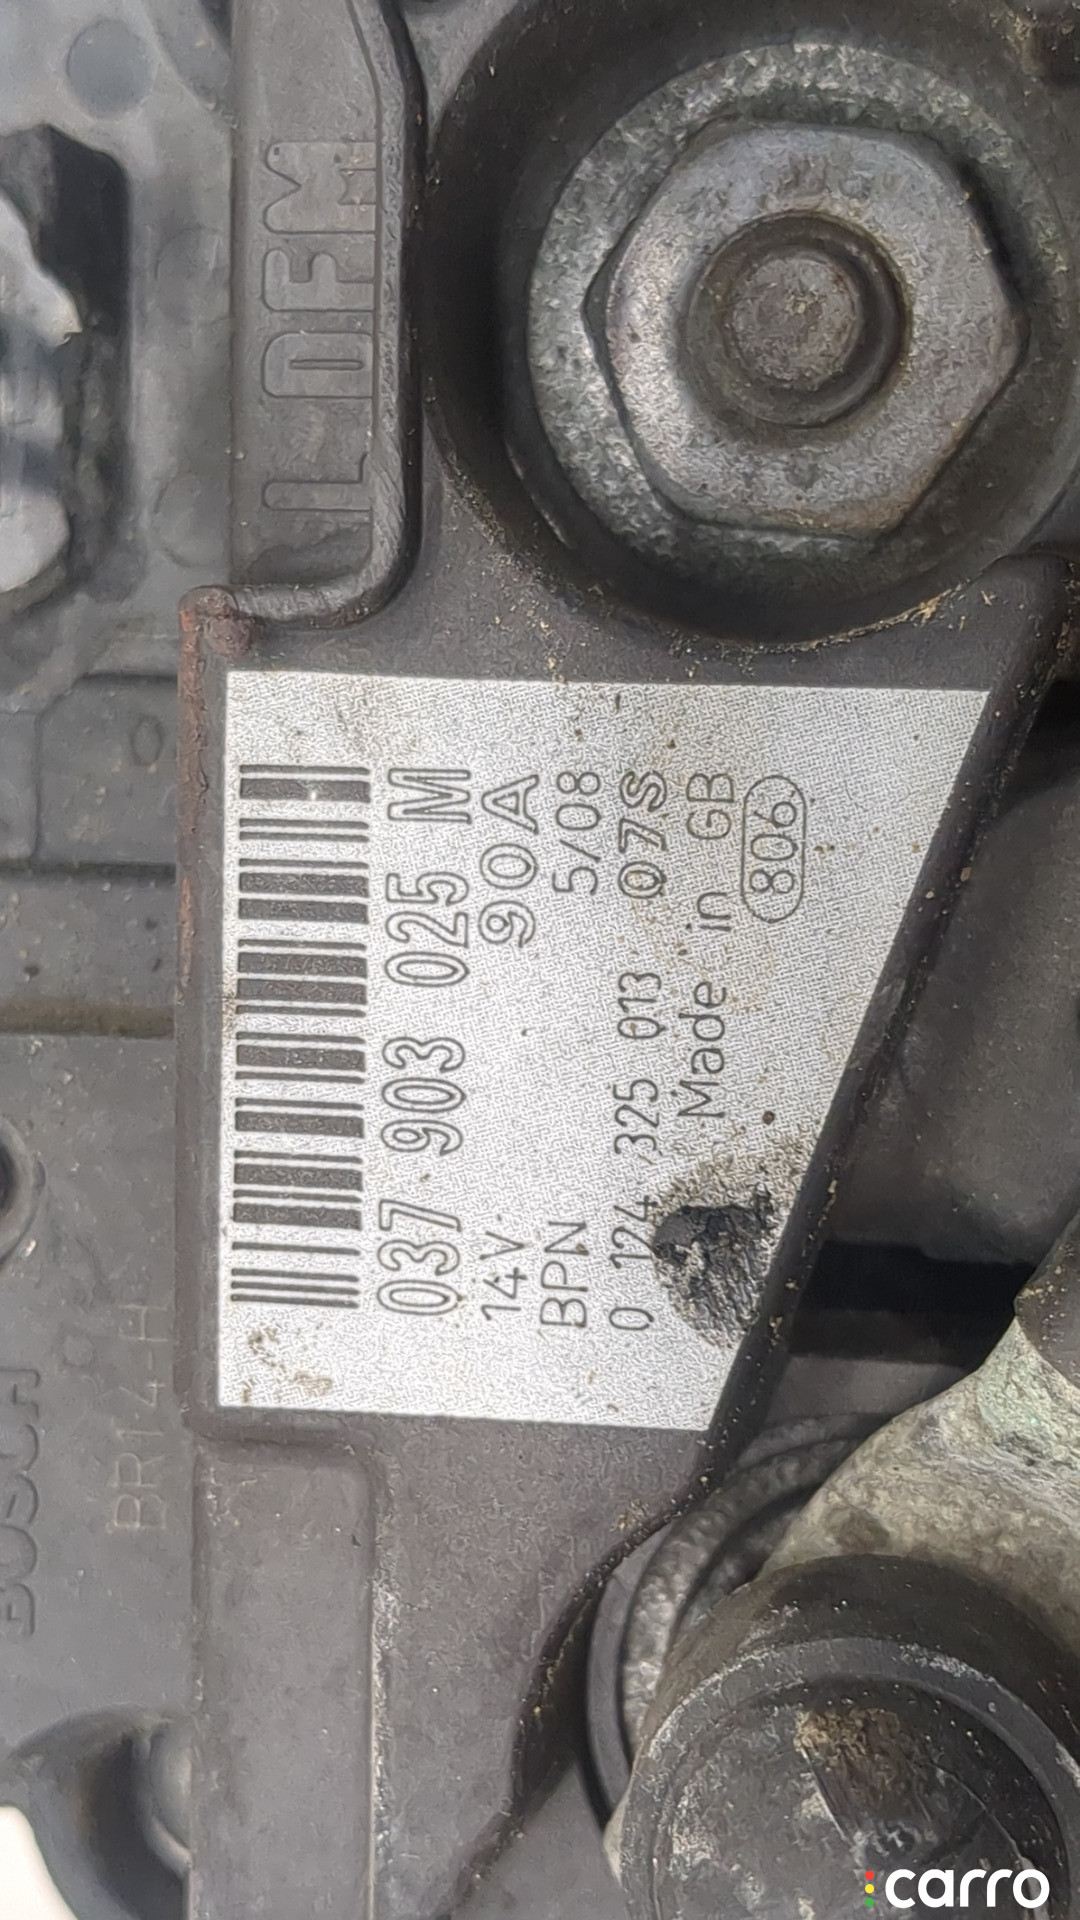 L-DFM
037 903 025 M
14V 90A
BPN 5/08
0 124 325 013 07S
Made in GB
806
BR14-H
BOSCH
carro